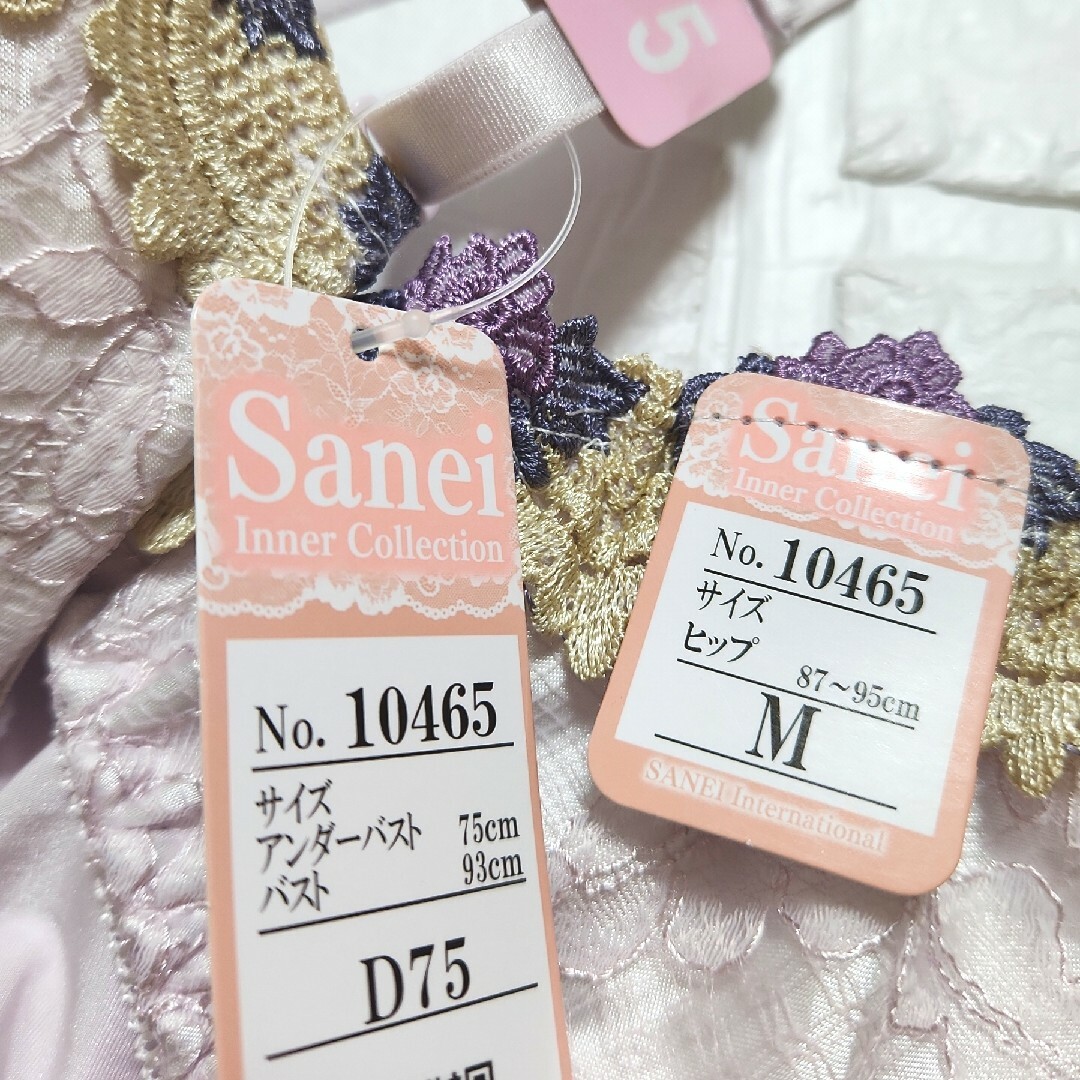 5
Sanei
Inner Collection
No. 10465
サイズ
アンダーバスト 75cm
バスト 93cm
D75
Sanei
Inner Collection
No. 10465
サイズ
ヒップ
87～95cm
M
SANEI International